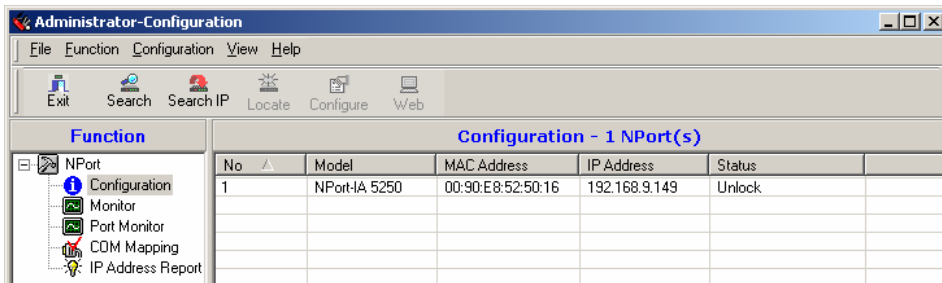 Administrator-Configuration
File Function Configuration View Help
Exit Search Search IP Locate Configure Web
Function
Configuration - 1 NPort(s)
NPort
Configuration
Monitor
Port Monitor
COM Mapping
IP Address Report
No Model MAC Address IP Address Status
1 NPort-IA 5250 00:90:E8:52:50:16 192.168.9.149 Unlock